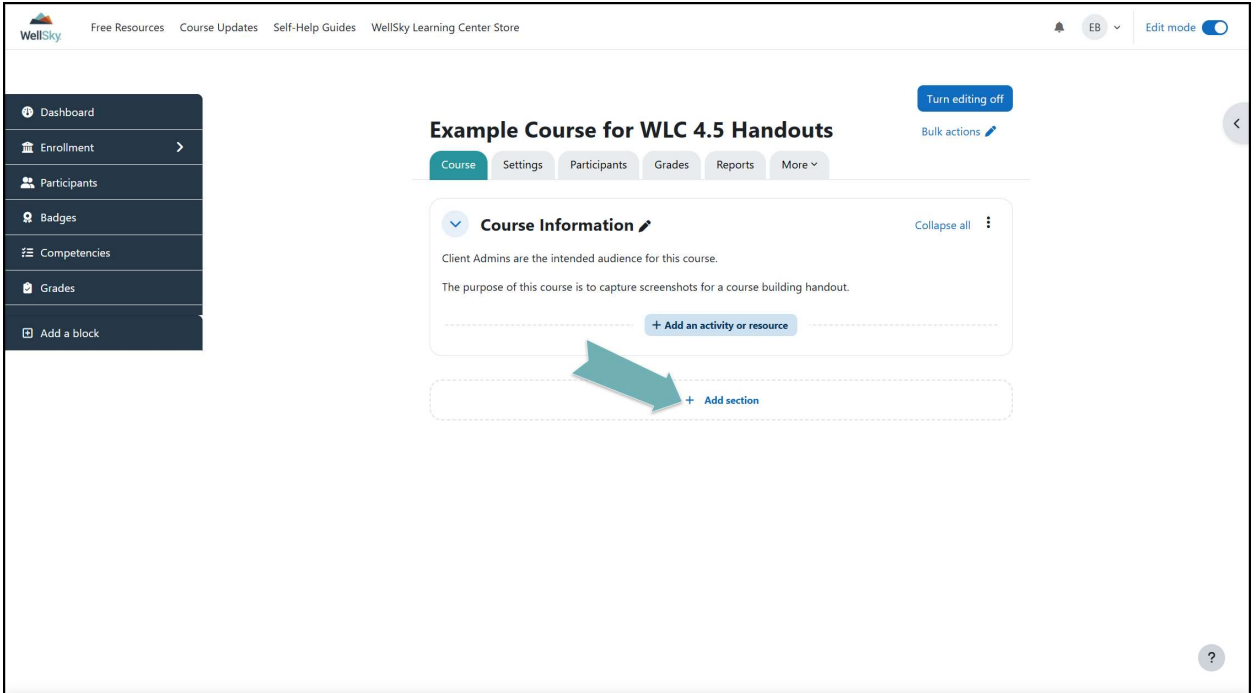 WellSky
Free Resources Course Updates Self-Help Guides WellSky Learning Center Store
EB
Edit mode
Dashboard
Enrollment
Participants
Badges
Competencies
Grades
Add a block
Turn editing off
Example Course for WLC 4.5 Handouts
Bulk actions
Course Settings Participants Grades Reports More
Course Information
Collapse all
Client Admins are the intended audience for this course.
The purpose of this course is to capture screenshots for a course building handout.
+ Add an activity or resource
+ Add section
?